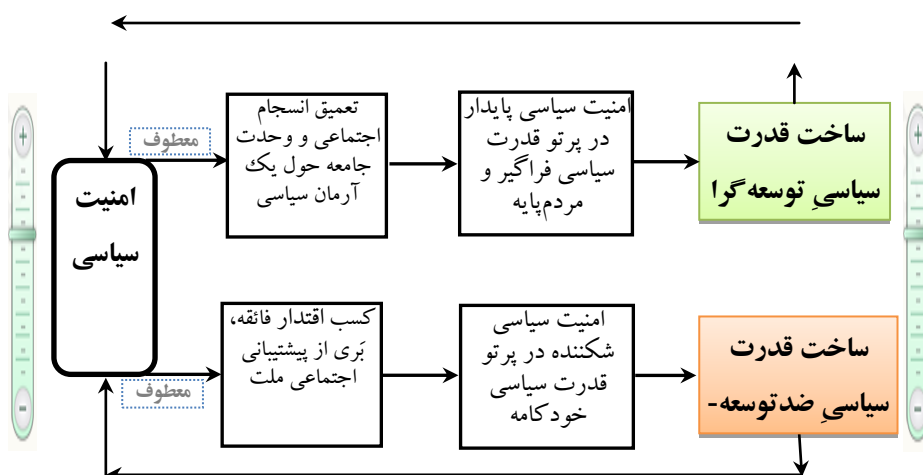 معطوف
تعمیق انسجام
اجتماعی و وحدت
جامعه حول یک
آرمان سیاسی
امنیت سیاسی پایدار
در پرتو قدرت
سیاسی فراگیر و
مردم‌پایه
ساخت قدرت
سیاسیِ توسعه‌گرا
امنیت
سیاسی
معطوف
کسب اقتدار فائقه،
بَری از پیشتیبانی
اجتماعی ملت
امنیت سیاسی
شکننده در پرتو
قدرت سیاسی
خودکامه
ساخت قدرت
سیاسیِ ضدتوسعه-